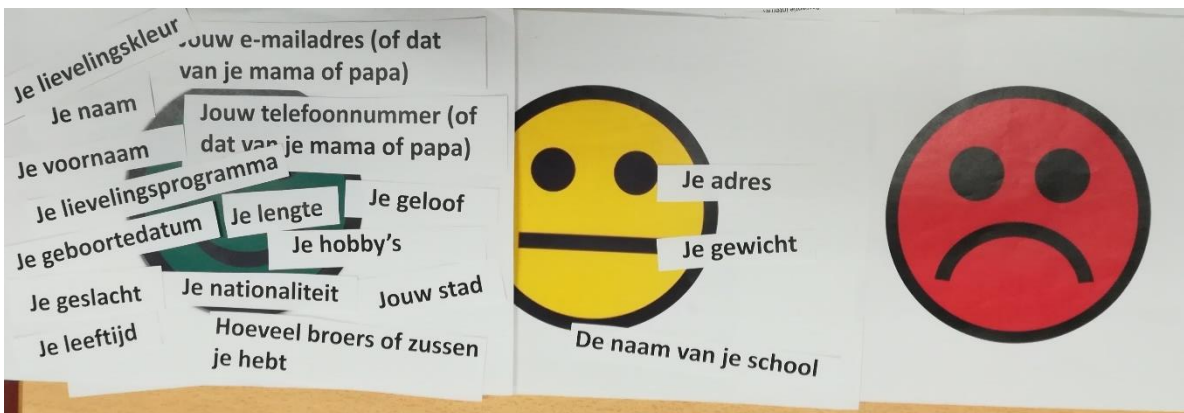 Je lievelingskleur
Jouw e-mailadres (of dat
van je mama of papa)
Je naam
Jouw telefoonnummer (of
dat van je mama of papa)
Je voornaam
Je lievelingsprogramma
Je lengte
Je geloof
Je geboortedatum
Je hobby's
Je geslacht
Je nationaliteit
Jouw stad
Je leeftijd
Hoeveel broers of zussen
je hebt
Je adres
Je gewicht
De naam van je school